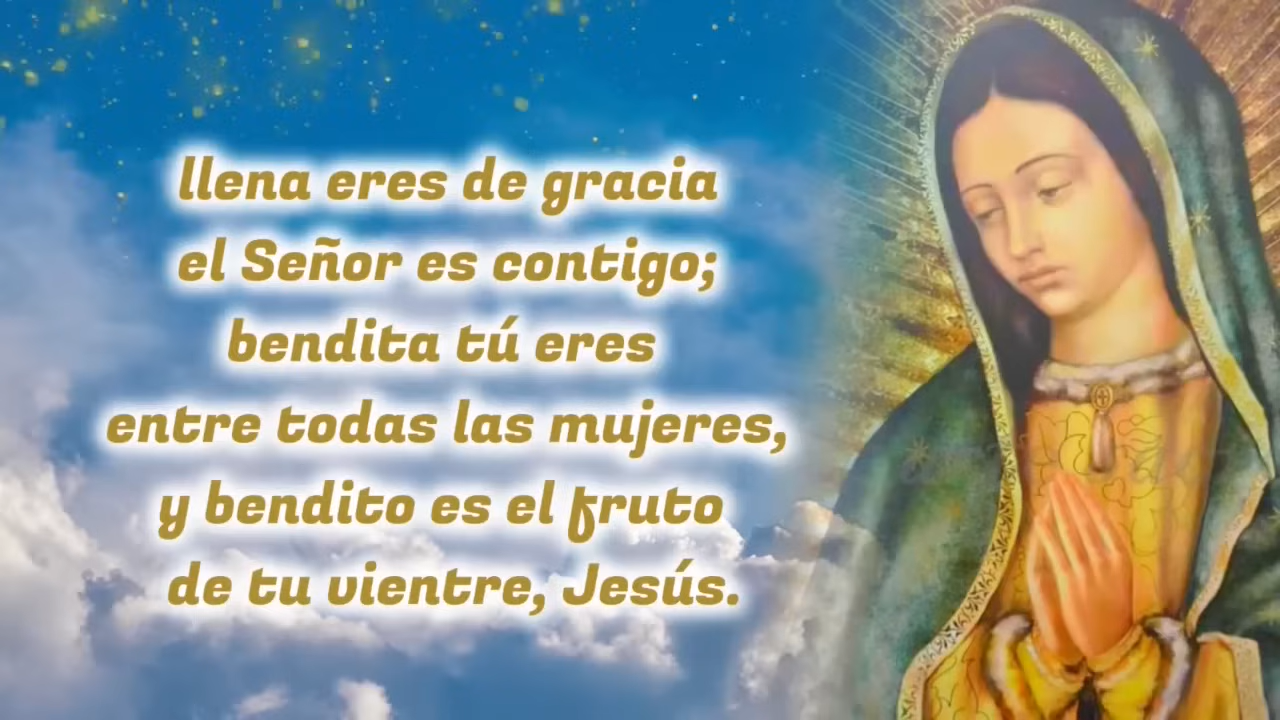 llena eres de gracia
el Señor es contigo;
bendita tú eres
entre todas las mujeres,
y bendito es el fruto
de tu vientre, Jesús.